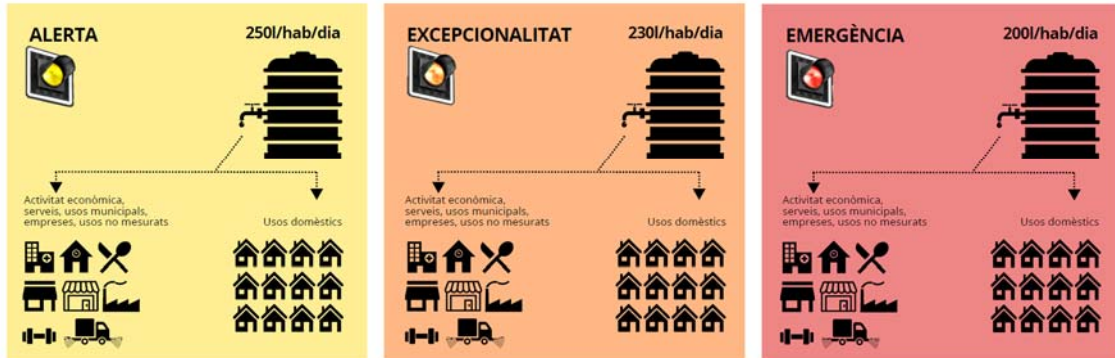 ALERTA
250l/hab/dia
Activitat econòmica,
serveis, usos municipals,
empreses, usos no mesurats
Usos domèstics
EXCEPCIONALITAT
230l/hab/dia
Activitat econòmica,
serveis, usos municipals,
empreses, usos no mesurats
Usos domèstics
EMERGÈNCIA
200l/hab/dia
Activitat econòmica,
serveis, usos municipals,
empreses, usos no mesurats
Usos domèstics